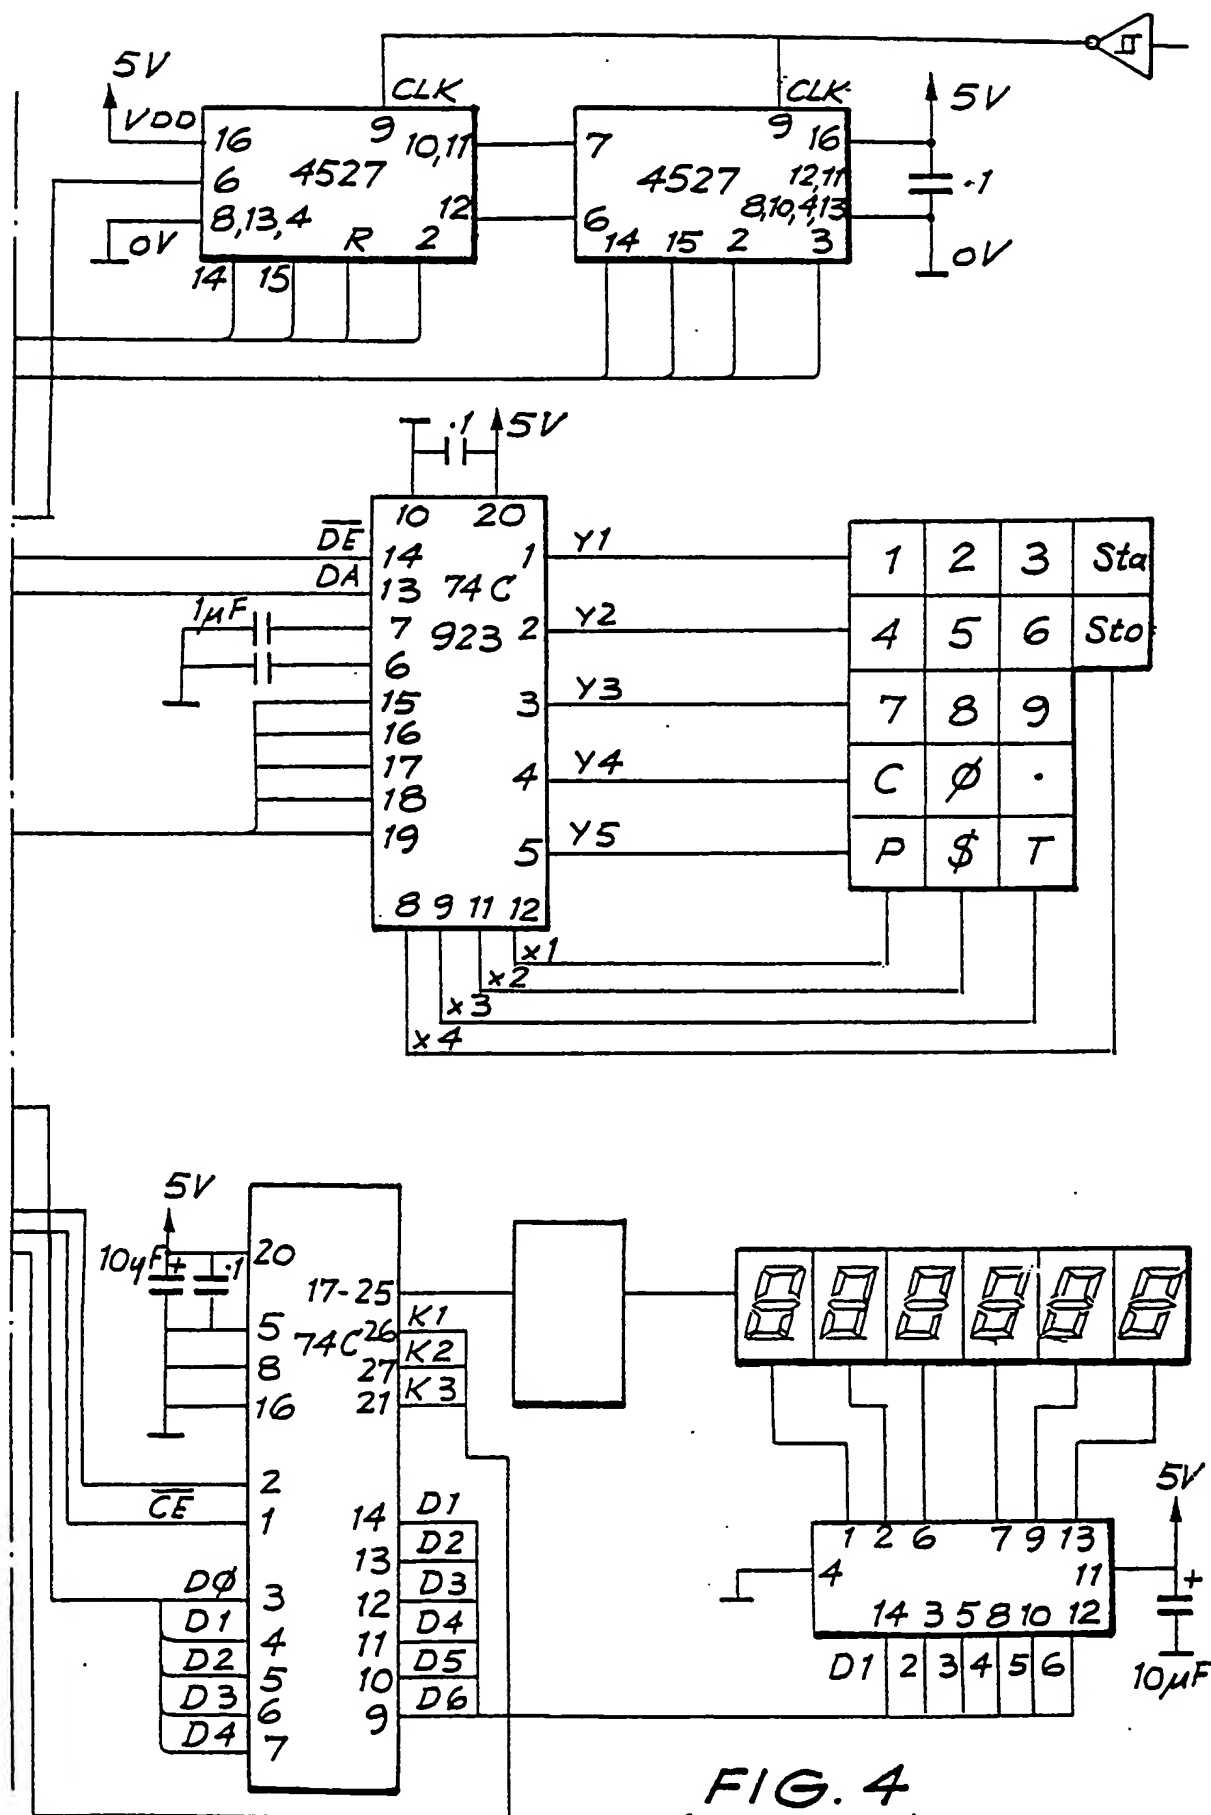 5V
CLK
CLK
5V
VDD
16
9
10,11
7
9
16
6
4527
4527
12,11
.1
8,13,4
12
6
8,10,4,13
0V
R
2
14
15
2
3
0V
14
15
.1
5V
10
20
DE
14
1
Y1
1
2
3
Sta
DA
13
74C
1µF
7
923
2
Y2
4
5
6
Sto
6
15
3
Y3
7
8
9
16
17
4
Y4
C
Ø
.
18
19
5
Y5
P
$
T
8
9
11
12
x1
x2
x3
x4
5V
10µF
+
.1
20
17-25
5
74C
26
K1
8
27
K2
16
21
K3
2
CE
1
14
D1
13
D2
DØ
3
12
D3
D1
4
11
D4
D2
5
10
D5
D3
6
9
D6
D4
7
8
8
8
8
8
8
5V
1
2
6
7
9
13
4
11
+
14
3
5
8
10
12
D1
2
3
4
5
6
10µF
FIG. 4